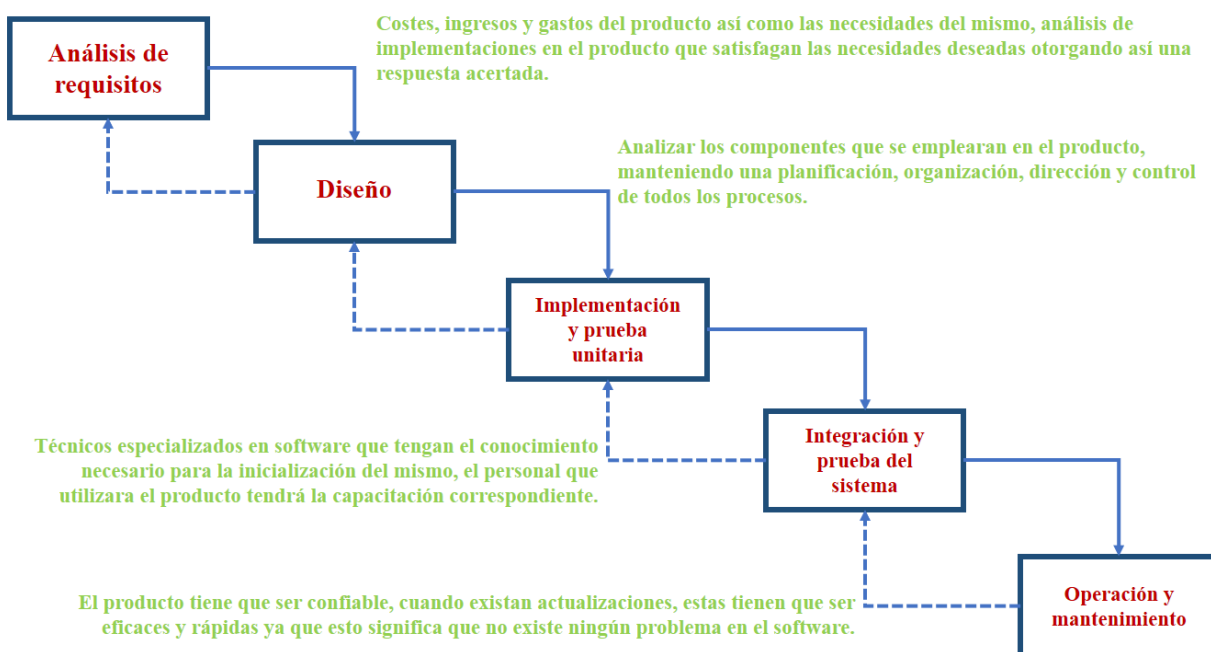 Análisis de
requisitos
Costes, ingresos y gastos del producto así como las necesidades del mismo, análisis de
implementaciones en el producto que satisfagan las necesidades deseadas otorgando así una
respuesta acertada.
Diseño
Analizar los componentes que se emplearan en el producto,
manteniendo una planificación, organización, dirección y control
de todos los procesos.
Implementación
y prueba
unitaria
Integración y
prueba del
sistema
Técnicos especializados en software que tengan el conocimiento
necesario para la inicialización del mismo, el personal que
utilizara el producto tendrá la capacitación correspondiente.
Operación y
mantenimiento
El producto tiene que ser confiable, cuando existan actualizaciones, estas tienen que ser
eficaces y rápidas ya que esto significa que no existe ningún problema en el software.